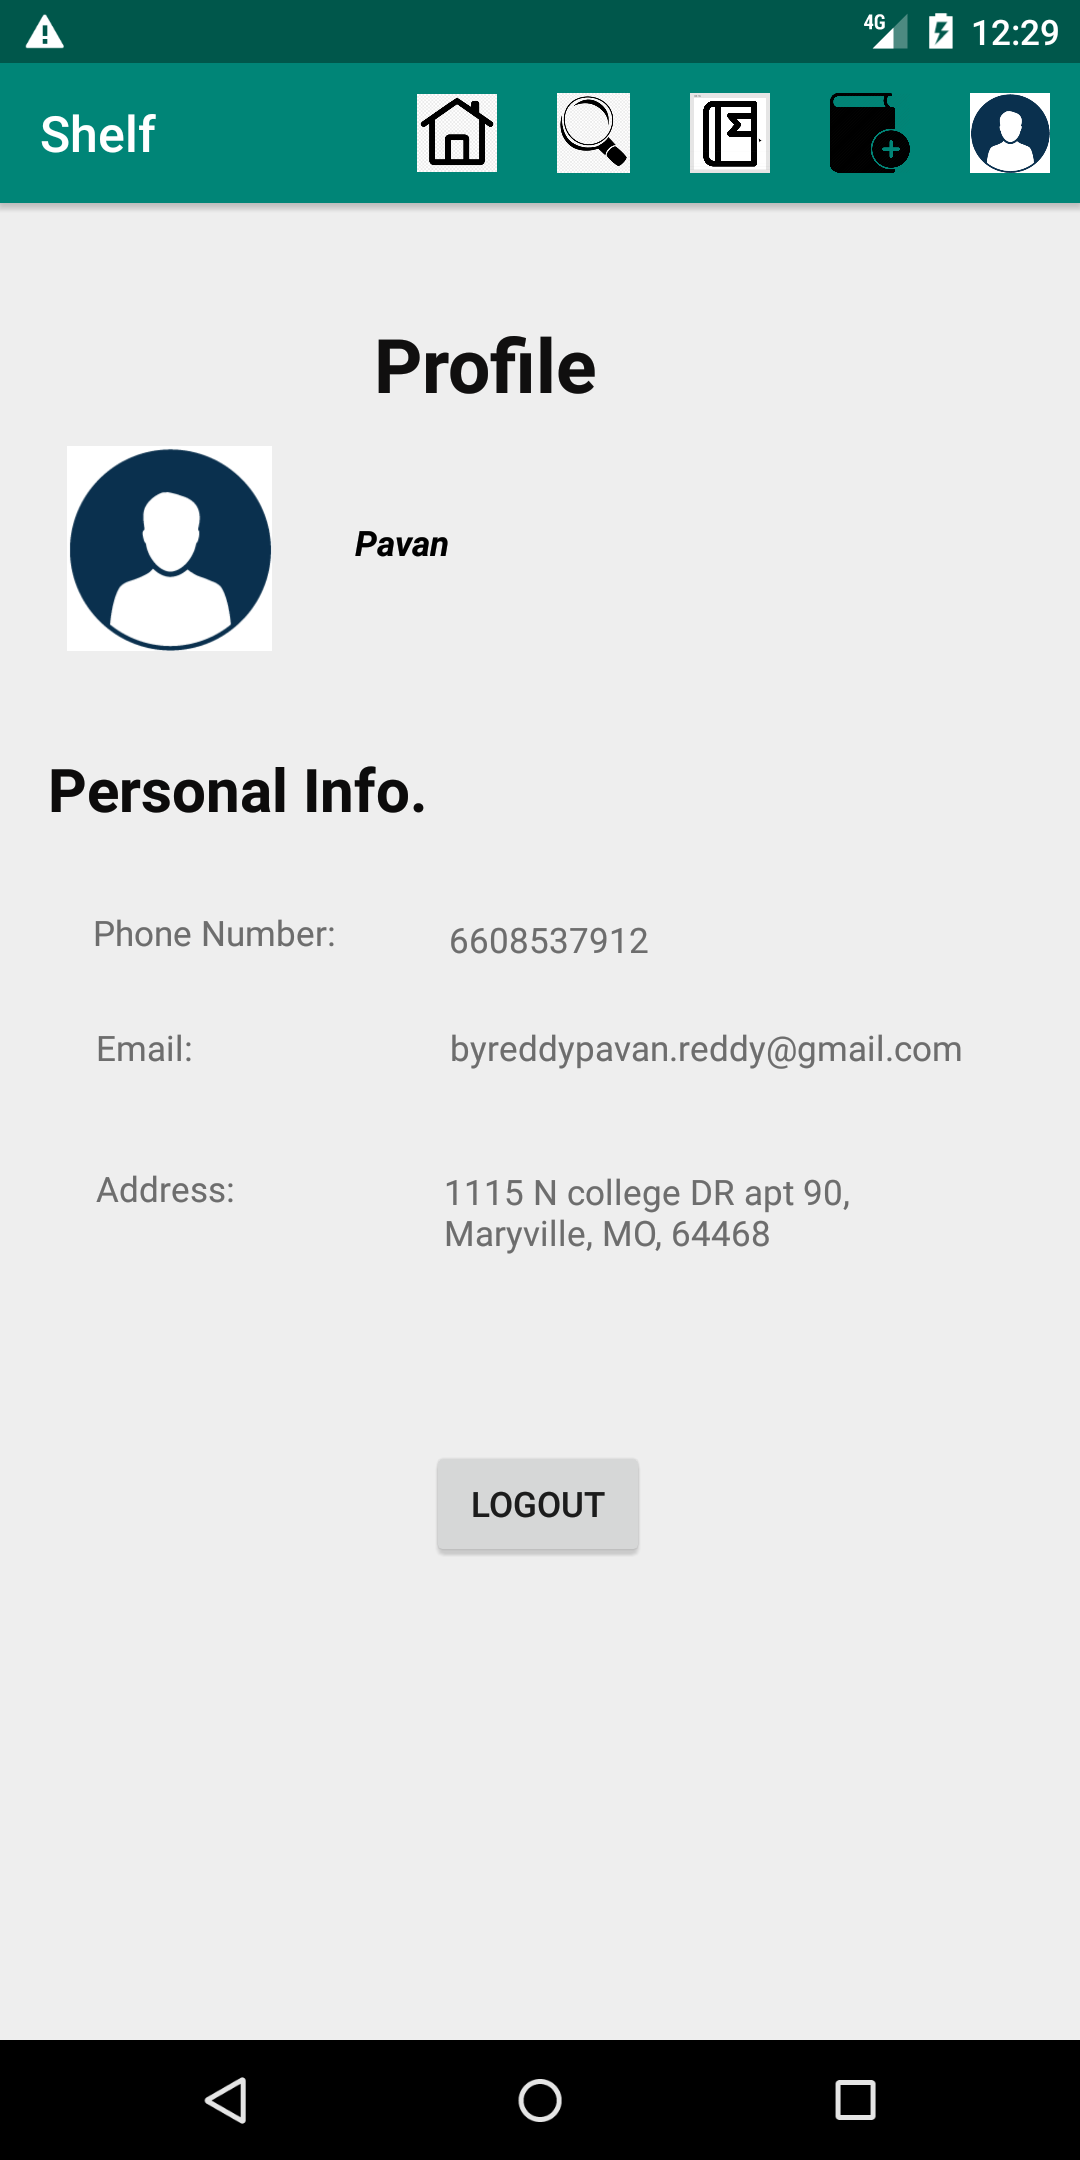 4G 12:29
Shelf
Profile
Pavan
Personal Info.
Phone Number: 6608537912
Email: byreddypavan.reddy@gmail.com
Address: 1115 N college DR apt 90,
Maryville, MO, 64468
LOGOUT